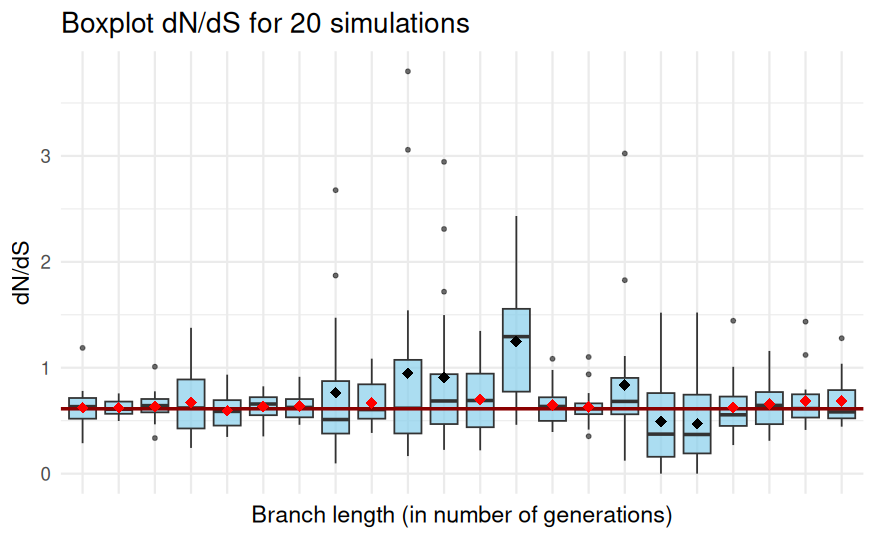 Boxplot dN/dS for 20 simulations
3
2
1
0
dN/dS
Branch length (in number of generations)